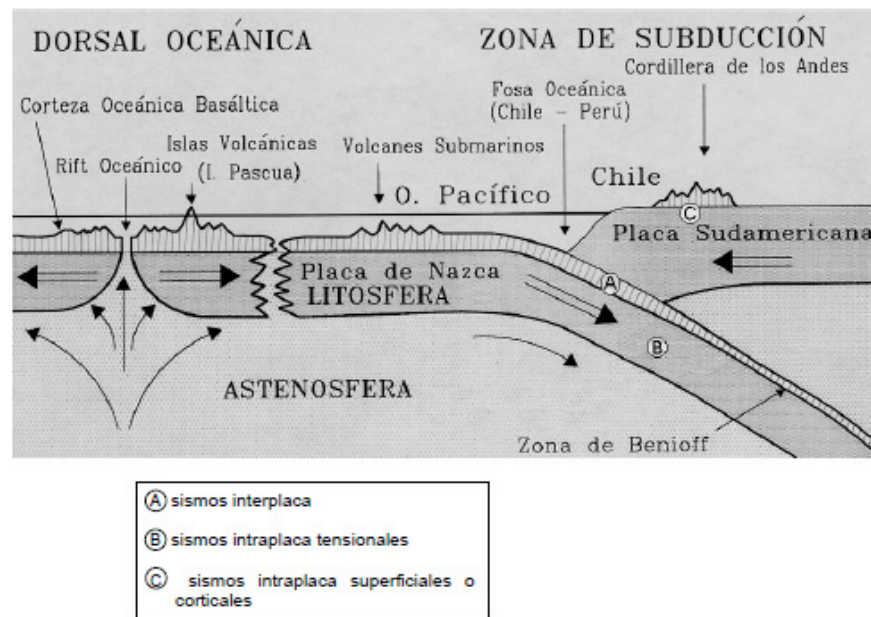 DORSAL OCEÁNICA
ZONA DE SUBDUCCIÓN
Cordillera de los Andes
Fosa Oceánica
(Chile - Perú)
Corteza Oceánica Basáltica
Islas Volcánicas
(I. Pascua)
Volcanes Submarinos
Rift Oceánico
O. Pacífico
Chile
C
Placa Sudamericana
Placa de Nazca
LITOSFERA
A
B
ASTENOSFERA
Zona de Benioff
A sismos interplaca
B sismos intraplaca tensionales
C sismos intraplaca superficiales o
corticales